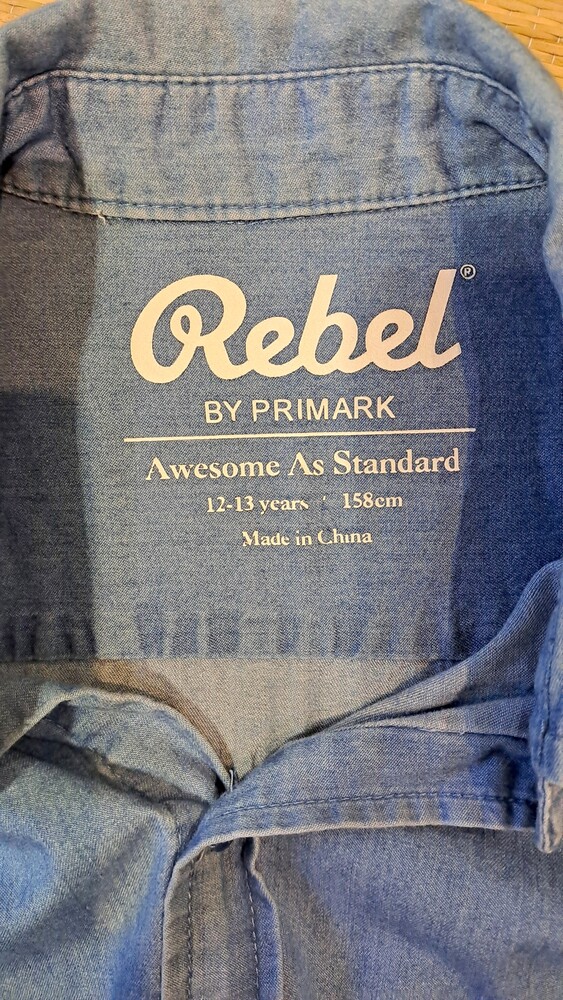 Rebel®
BY PRIMARK
Awesome As Standard
12-13 years / 158cm
Made in China